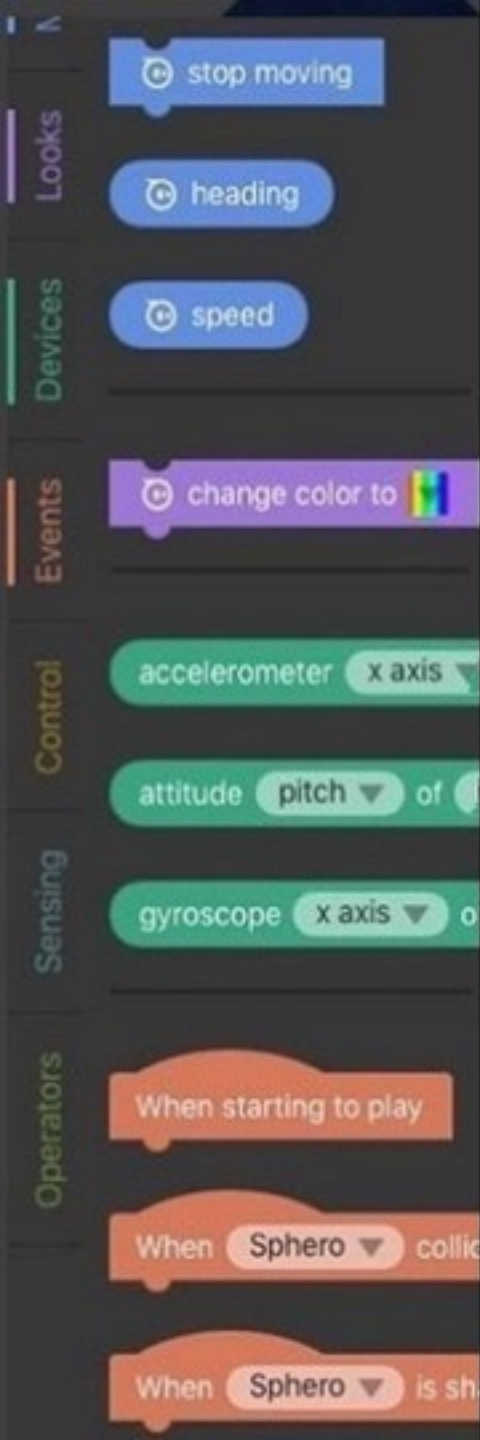 Looks
Devices
Events
Control
Sensing
Operators
stop moving
heading
speed
change color to
accelerometer x axis
attitude pitch of
gyroscope x axis
When starting to play
When Sphero
When Sphero is